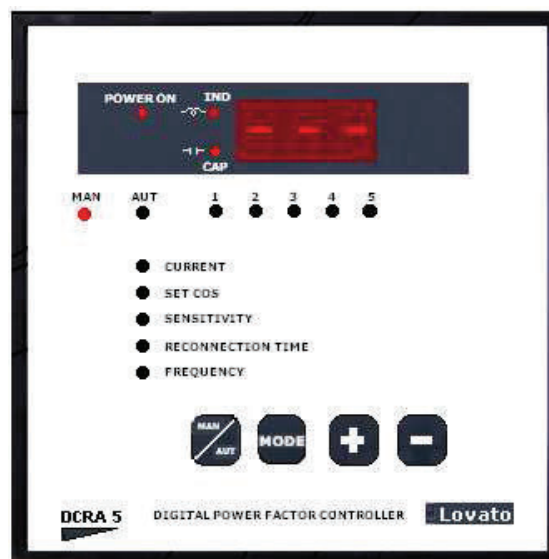 POWER ON IND
- - -
CAP
MAN AUT 1 2 3 4 5
CURRENT
SET COS
SENSITIVITY
RECONNECTION TIME
FREQUENCY
MAN/AUT MODE + -
DCRA 5 DIGITAL POWER FACTOR CONTROLLER Lovato